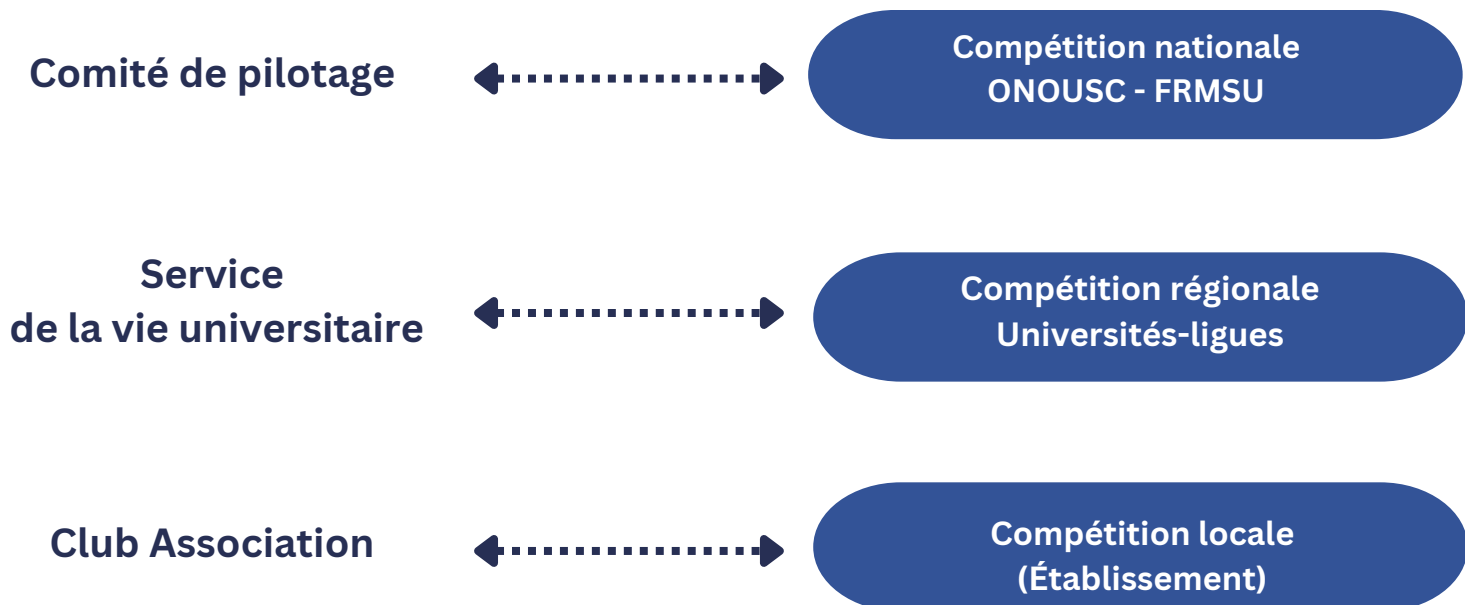 Comité de pilotage
Compétition nationale
ONOUSC - FRMSU
Service
de la vie universitaire
Compétition régionale
Universités-ligues
Club Association
Compétition locale
(Établissement)